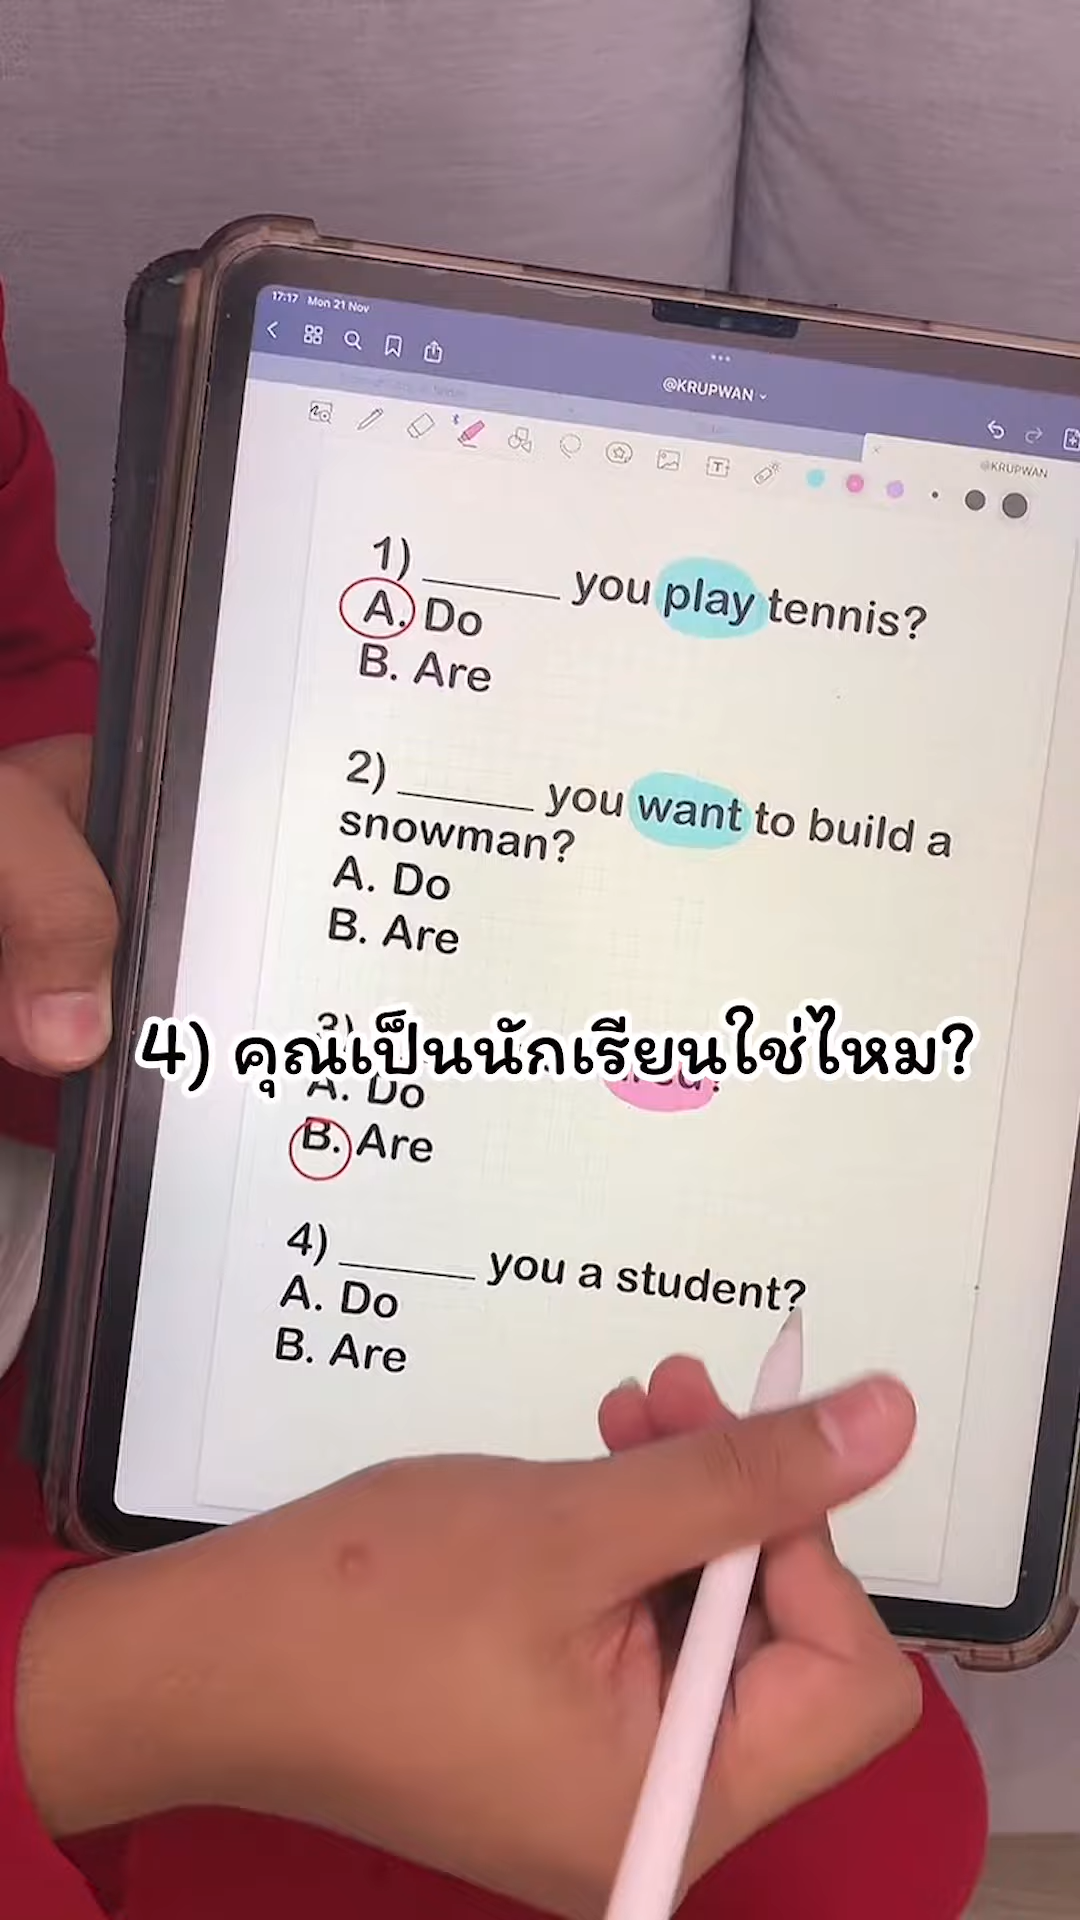 17:17 Mon 21 Nov
@KRUPWAN
@KRUPWAN
1) ______ you play tennis?
A. Do
B. Are
2) ______ you want to build a
snowman?
A. Do
B. Are
4) คุณเป็นนักเรียนใช่ไหม?
3)
A. Do
B. Are
4) ______ you a student?
A. Do
B. Are